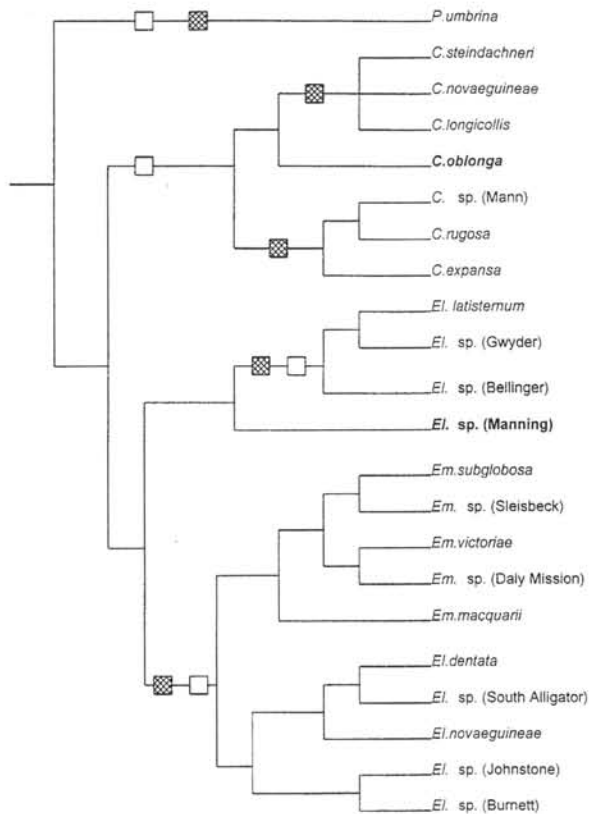 P.umbrina
C.steindachneri
C.novaeguineae
C.longicollis
C.oblonga
C. sp. (Mann)
C.rugosa
C.expansa
El. latisternum
El. sp. (Gwyder)
El. sp. (Bellinger)
El. sp. (Manning)
Em.subglobosa
Em. sp. (Sleisbeck)
Em.victoriae
Em. sp. (Daly Mission)
Em.macquarii
El.dentata
El. sp. (South Alligator)
El.novaeguineae
El. sp. (Johnstone)
El. sp. (Burnett)